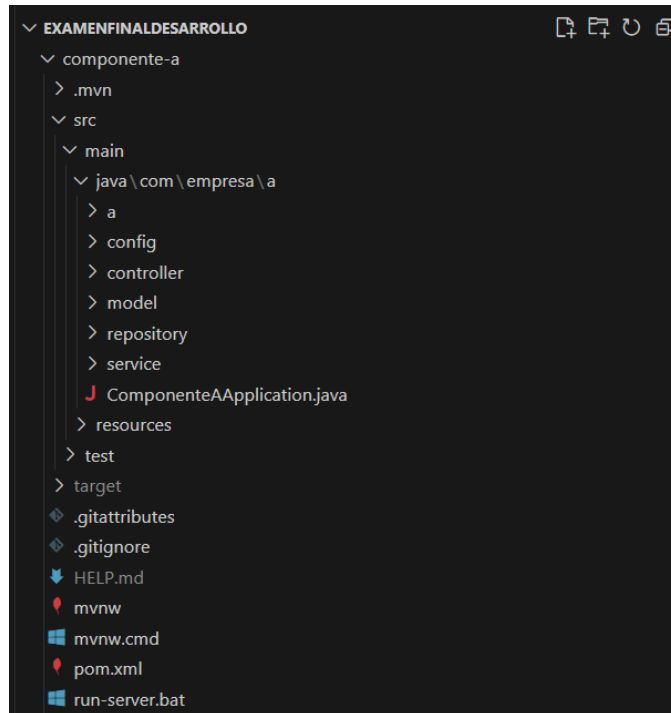 EXAMENFINALDESARROLLO
componente-a
.mvn
src
main
java\com\empresa\a
a
config
controller
model
repository
service
J ComponenteAApplication.java
resources
test
target
.gitattributes
.gitignore
HELP.md
mvnw
mvnw.cmd
pom.xml
run-server.bat